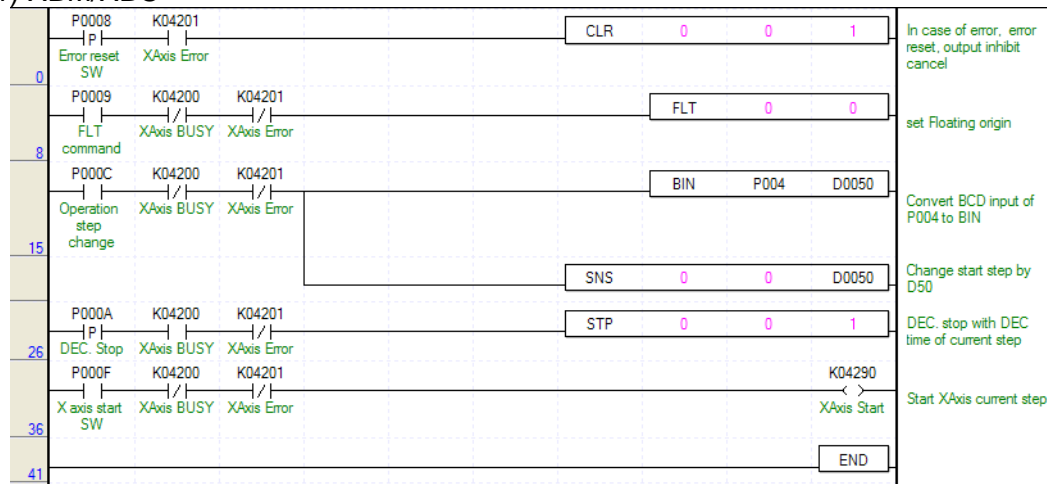 P0008 K04201
P CLR 0 0 1 In case of error, error
Error reset XAxis Error reset, output inhibit
0 SW cancel
P0009 K04200 K04201
FLT 0 0
FLT XAxis BUSY XAxis Error set Floating origin
8 command
P000C K04200 K04201
BIN P004 D0050
Operation XAxis BUSY XAxis Error Convert BCD input of
step P004 to BIN
15 change
SNS 0 0 D0050 Change start step by
D50
P000A K04200 K04201
P STP 0 0 1 DEC. stop with DEC
26 DEC. Stop XAxis BUSY XAxis Error time of current step
P000F K04200 K04201 K04290
X axis start XAxis BUSY XAxis Error XAxis Start Start XAxis current step
36 SW
END
41